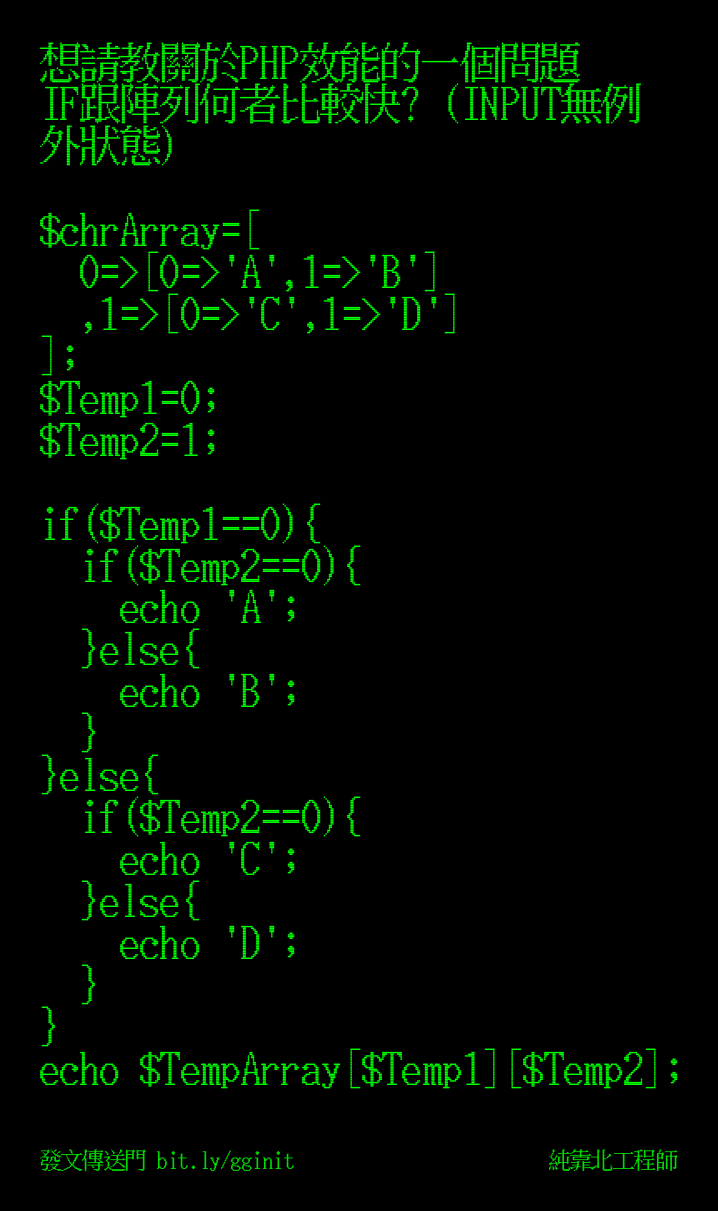 想請教關於PHP效能的一個問題
IF跟陣列何者比較快?(INPUT無例
外狀態)
$chrArray=[
  0=>[0=>'A',1=>'B']
  ,1=>[0=>'C',1=>'D']
];
$Temp1=0;
$Temp2=1;
if($Temp1==0){
  if($Temp2==0){
    echo 'A';
  }else{
    echo 'B';
  }
}else{
  if($Temp2==0){
    echo 'C';
  }else{
    echo 'D';
  }
}
echo $TempArray[$Temp1][$Temp2];
發文傳送門 bit.ly/gginit
純靠北工程師